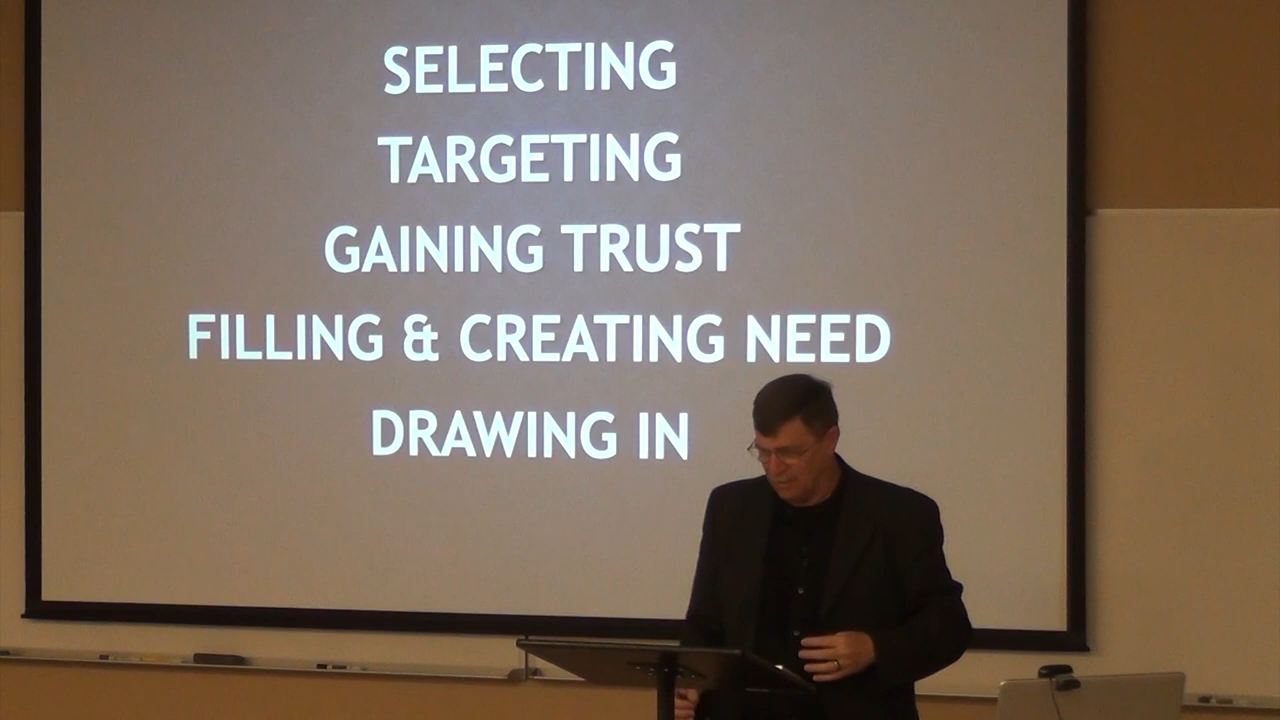 SELECTING
TARGETING
GAINING TRUST
FILLING & CREATING NEED
DRAWING IN